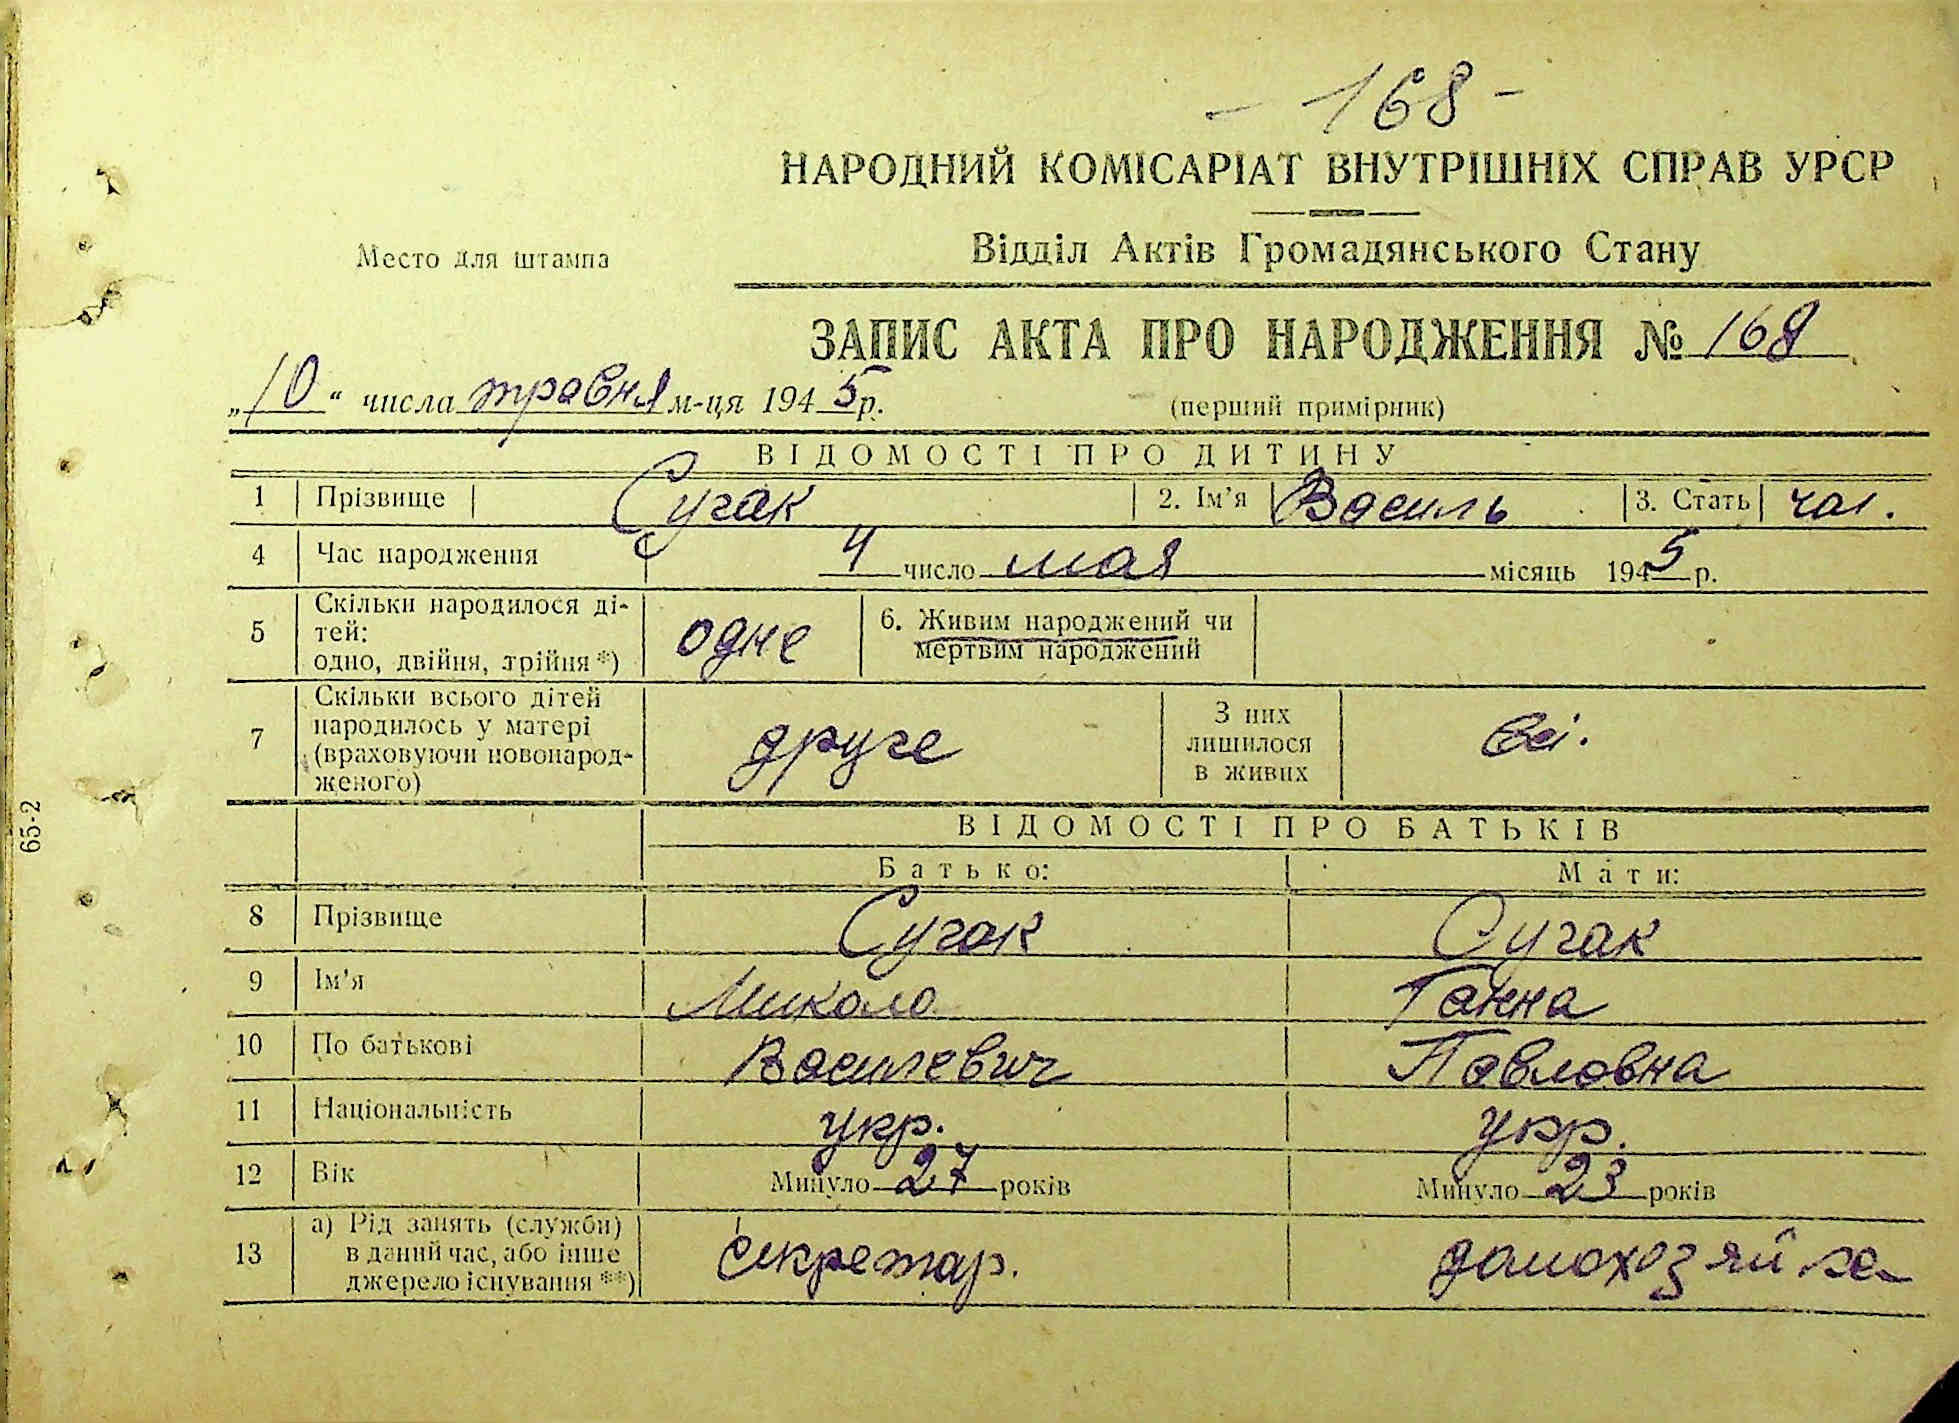 - 168 -
НАРОДНИЙ КОМІСАРІАТ ВНУТРІШНІХ СПРАВ УРСР
Место для штампа
Відділ Актів Громадянського Стану
ЗАПИС АКТА ПРО НАРОДЖЕННЯ № 168
„10“ числа травня м-ця 1945 р.
(перший примірник)
ВІДОМОСТІ ПРО ДИТИНУ
1 Прізвище Сугак 2. Ім'я Василь 3. Стать чол.
4 Час народження 4 число мая місяць 1945 р.
5 Скільки народилося ді-
тей:
одно, двійня, трійня *) одне 6. Живим народжений чи
мертвим народжений
7 Скільки всього дітей
народилось у матері
(враховуючи новонарод-
женого) друге З них
лишилося
в живих всі.
ВІДОМОСТІ ПРО БАТЬКІВ
Батько: Мати:
8 Прізвище Сугак Сугак
9 Ім'я Микола Ганна
10 По батькові Василевич Павловна
11 Національність укр. укр.
12 Вік Минуло 27 років Минуло 23 років
13 а) Рід занять (служби)
в даний час, або інше
джерело існування **) секретар. домохозяйка
65-2